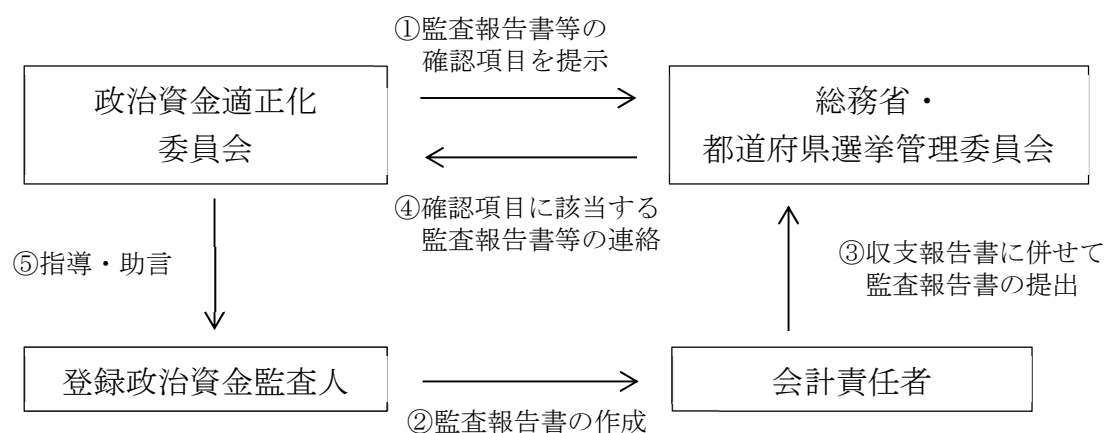 ①監査報告書等の
確認項目を提示
政治資金適正化
委員会
総務省・
都道府県選挙管理委員会
④確認項目に該当する
監査報告書等の連絡
⑤指導・助言
③収支報告書に併せて
監査報告書の提出
登録政治資金監査人
会計責任者
②監査報告書の作成